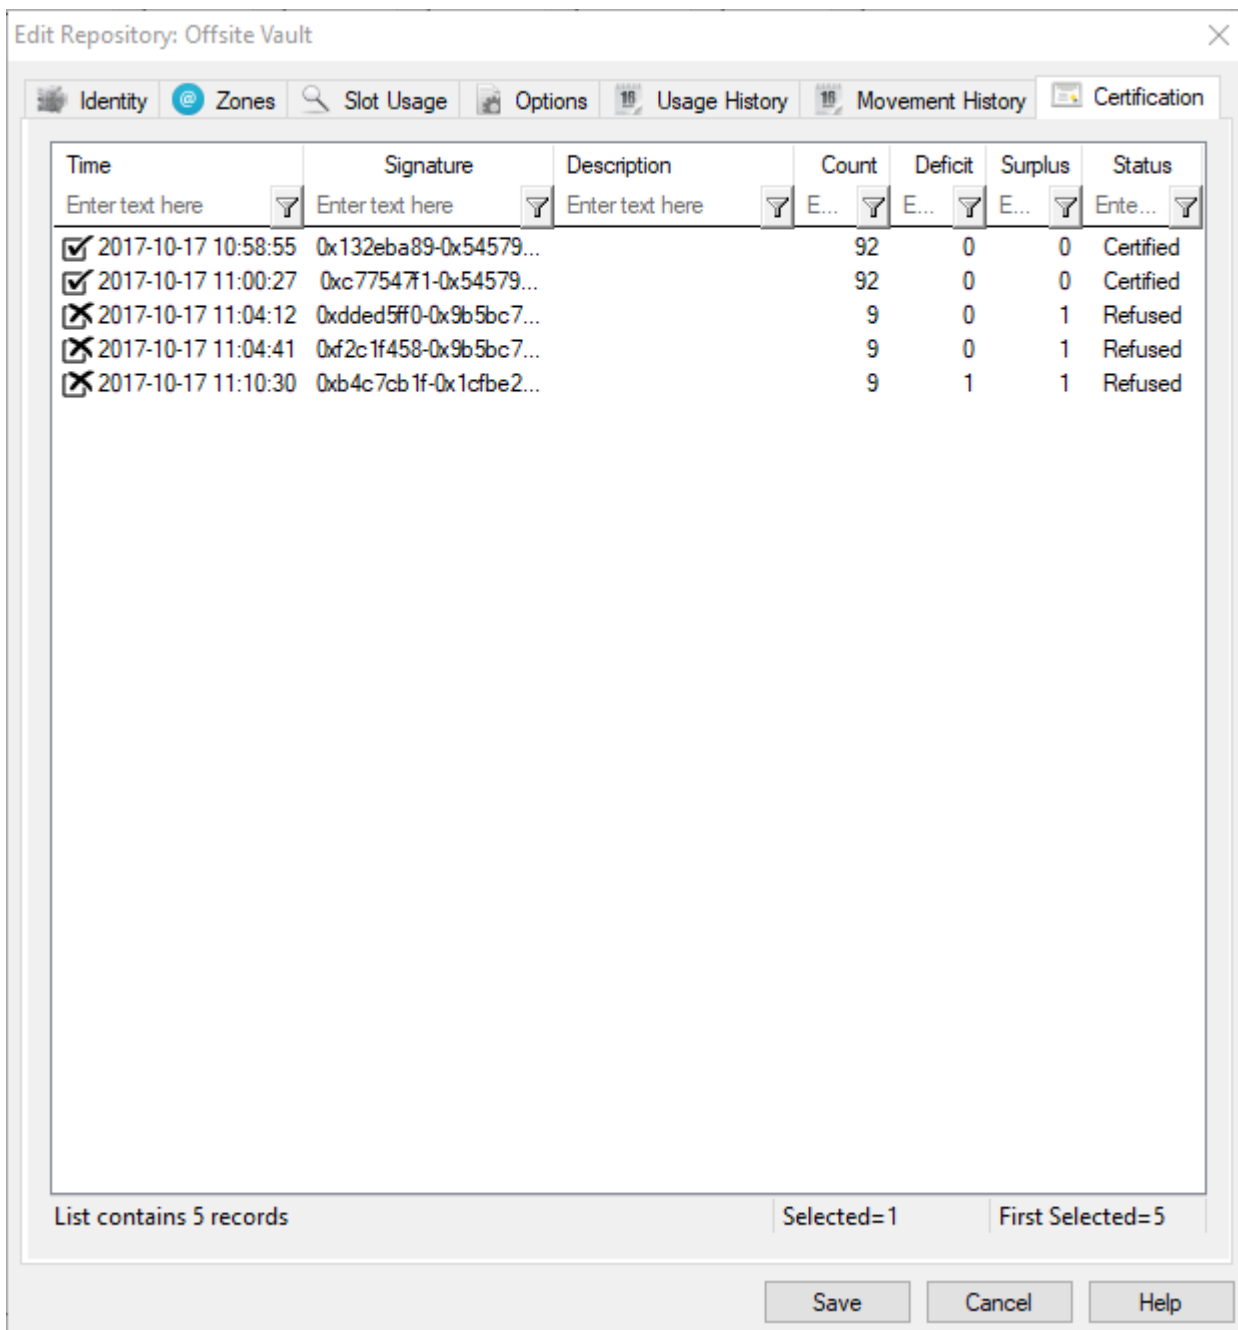 Edit Repository: Offsite Vault
Identity Zones Slot Usage Options 16 Usage History 16 Movement History Certification
Time Signature Description Count Deficit Surplus Status
Enter text here Enter text here Enter text here E... E... E... Ente...
2017-10-17 10:58:55 0x132eba89-0x54579... 92 0 0 Certified
2017-10-17 11:00:27 0xc77547f1-0x54579... 92 0 0 Certified
2017-10-17 11:04:12 0xdded5ff0-0x9b5bc7... 9 0 1 Refused
2017-10-17 11:04:41 0xf2c1f458-0x9b5bc7... 9 0 1 Refused
2017-10-17 11:10:30 0xb4c7cb1f-0x1cfbe2... 9 1 1 Refused
List contains 5 records Selected=1 First Selected=5
Save Cancel Help